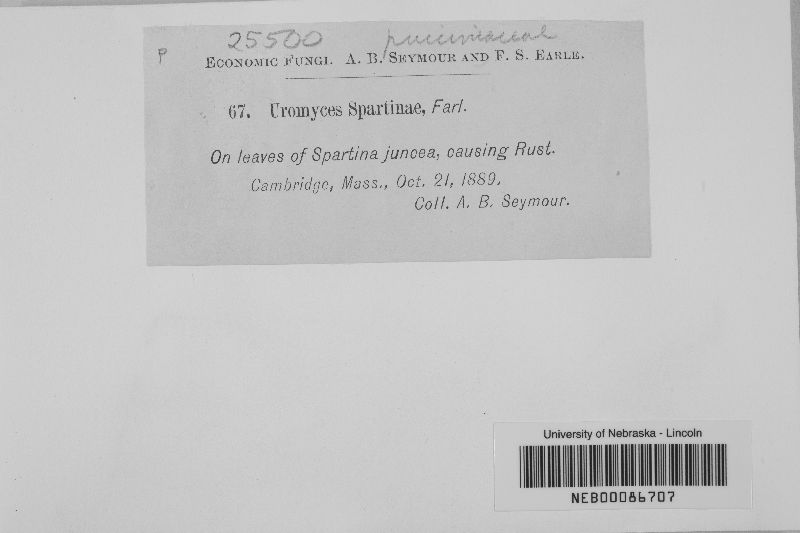 P 25500 pucciniaceae
ECONOMIC FUNGI. A. B. SEYMOUR AND F. S. EARLE.
67. Uromyces Spartinae, Farl.
On leaves of Spartina juncea, causing Rust.
Cambridge, Mass., Oct. 21, 1889.
Coll. A. B. Seymour.
University of Nebraska - Lincoln
NEB00086707